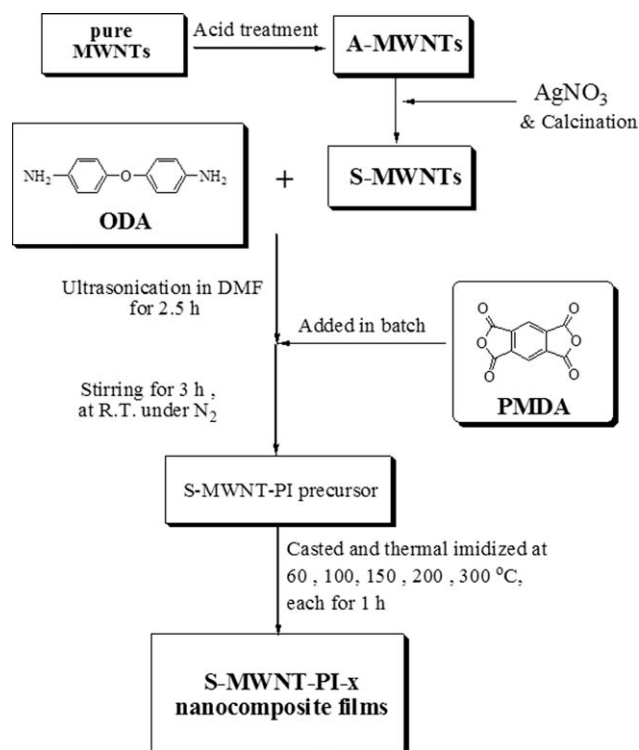 pure
MWNTs
Acid treatment
A-MWNTs
AgNO3
& Calcination
NH2
O
NH2
ODA
+
S-MWNTs
Ultrasonication in DMF
for 2.5 h
Added in batch
O
O
O
O
O
O
PMDA
Stirring for 3 h ,
at R.T. under N2
S-MWNT-PI precursor
Casted and thermal imidized at
60 , 100, 150 , 200 , 300 °C,
each for 1 h
S-MWNT-PI-x
nanocomposite films